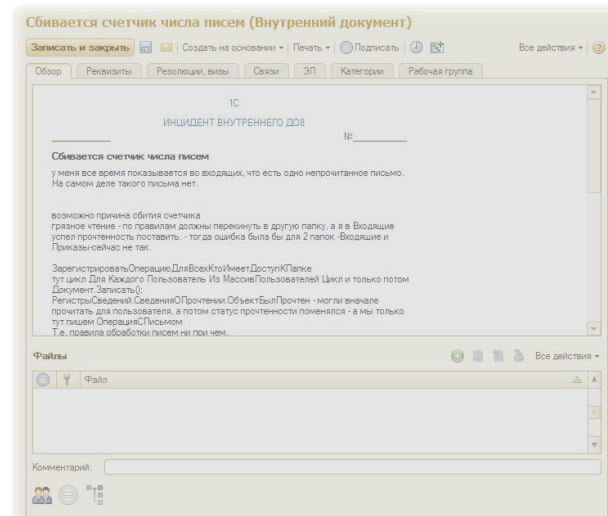 Сбивается счетчик числа писем (Внутренний документ)
Записать и закрыть Создать на основании Печать Подписать Все действия
Обзор Реквизиты Резолюции, визы Связи ЭП Категории Рабочая группа
1С
ИНЦИДЕНТ ВНУТРЕННЕГО ДО8
№
Сбивается счетчик числа писем
у меня все время показывается во входящих, что есть одно непрочитанное письмо.
На самом деле такого письма нет.
возможно причина сбития счетчика
грязное чтение - по правилам должны перекинуть в другую папку, а я в Входящие
успел прочтенность поставить. - тогда ошибка была бы для 2 папок -Входящие и
Приказы-сейчас не так.
ЗарегистрироватьОперациюДляВсехКтоИмеетДоступКПапке
тут цикл Для Каждого Пользователь Из МассивПользователей Цикл и только потом
Документ.Записать();
РегистрыСведений.СведенияОПрочтении.ОбъектБылПрочтен - могли вначале
прочитать для пользователя, а потом статус прочтенности поменялся - а мы только
тут пишем ОперацияСПисьмом
Т.е. правила обработки писем ни при чем.
Файлы Все действия
Файл
Комментарий: